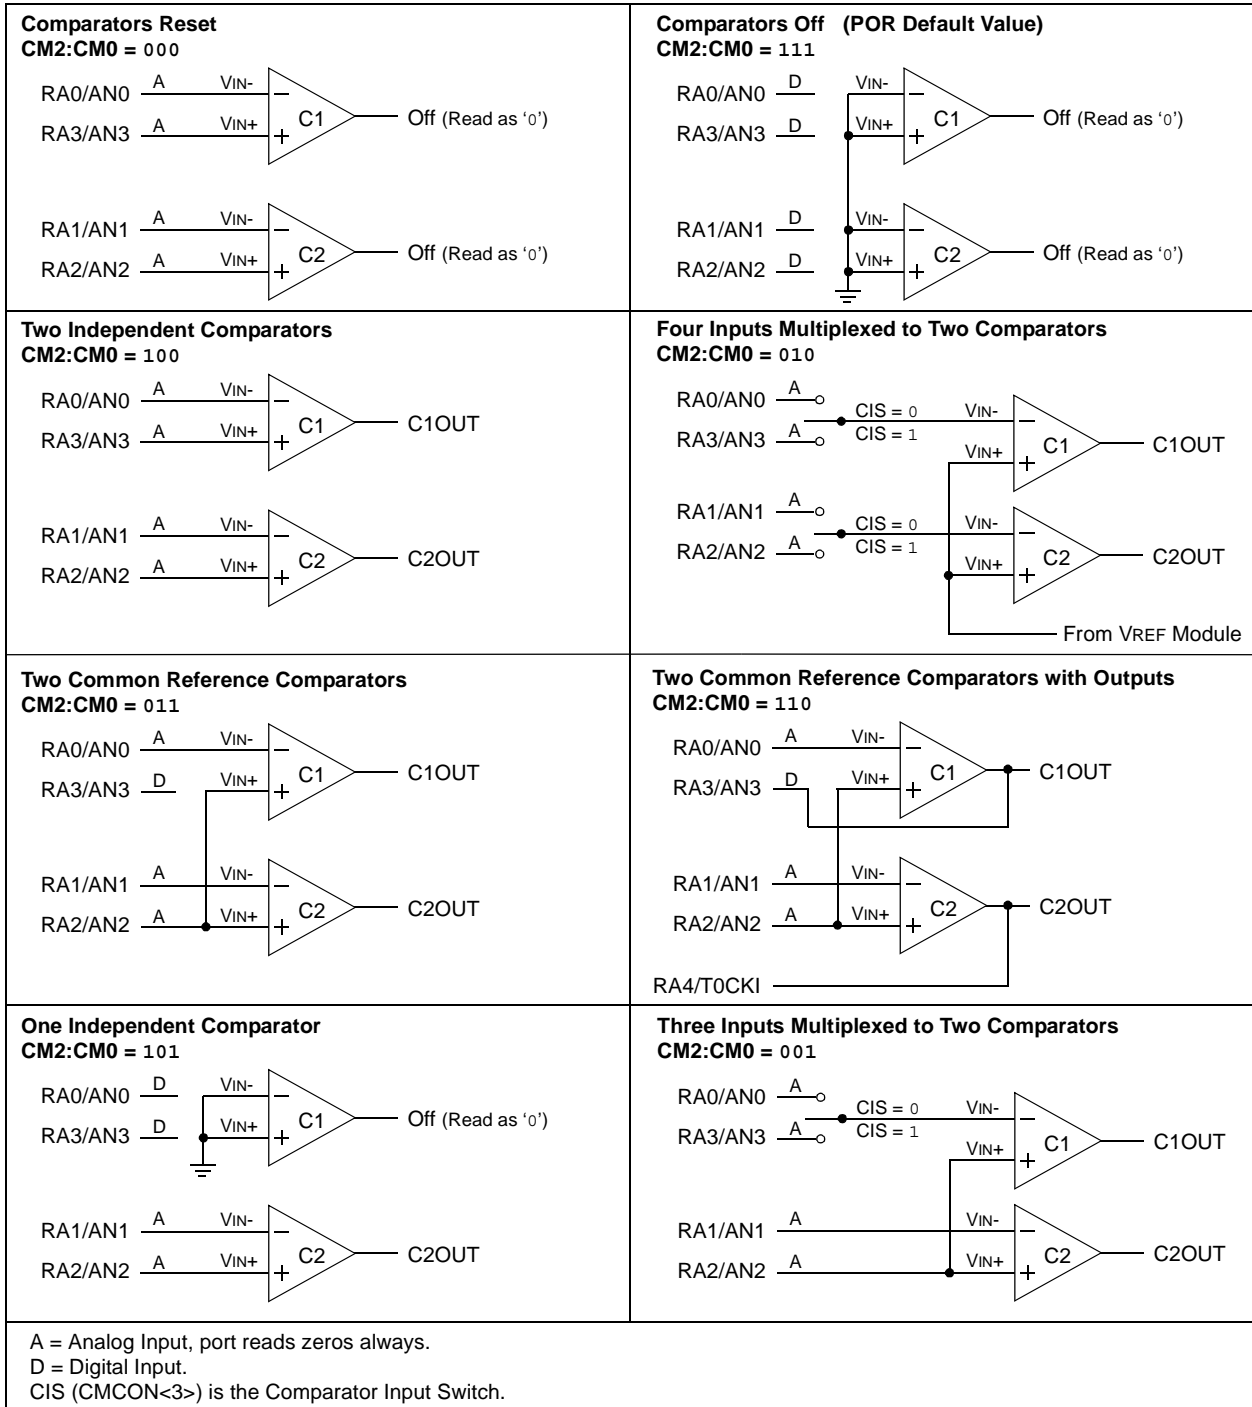 Comparators Reset
CM2:CM0 = 000
RA0/AN0 A VIN-
RA3/AN3 A VIN+
C1
Off (Read as ‘0’)
RA1/AN1 A VIN-
RA2/AN2 A VIN+
C2
Off (Read as ‘0’)
Comparators Off (POR Default Value)
CM2:CM0 = 111
RA0/AN0 D VIN-
RA3/AN3 D VIN+
C1
Off (Read as ‘0’)
RA1/AN1 D VIN-
RA2/AN2 D VIN+
C2
Off (Read as ‘0’)
Two Independent Comparators
CM2:CM0 = 100
RA0/AN0 A VIN-
RA3/AN3 A VIN+
C1
C1OUT
RA1/AN1 A VIN-
RA2/AN2 A VIN+
C2
C2OUT
Four Inputs Multiplexed to Two Comparators
CM2:CM0 = 010
RA0/AN0 A
CIS = 0 VIN-
RA3/AN3 A CIS = 1
VIN+
C1
C1OUT
RA1/AN1 A
CIS = 0 VIN-
RA2/AN2 A CIS = 1
VIN+
C2
C2OUT
From VREF Module
Two Common Reference Comparators
CM2:CM0 = 011
RA0/AN0 A VIN-
RA3/AN3 D VIN+
C1
C1OUT
RA1/AN1 A VIN-
RA2/AN2 A VIN+
C2
C2OUT
Two Common Reference Comparators with Outputs
CM2:CM0 = 110
RA0/AN0 A VIN-
RA3/AN3 D VIN+
C1
C1OUT
RA1/AN1 A VIN-
RA2/AN2 A VIN+
C2
C2OUT
RA4/T0CKI
One Independent Comparator
CM2:CM0 = 101
RA0/AN0 D VIN-
RA3/AN3 D VIN+
C1
Off (Read as ‘0’)
RA1/AN1 A VIN-
RA2/AN2 A VIN+
C2
C2OUT
Three Inputs Multiplexed to Two Comparators
CM2:CM0 = 001
RA0/AN0 A
CIS = 0 VIN-
RA3/AN3 A CIS = 1
VIN+
C1
C1OUT
RA1/AN1 A VIN-
RA2/AN2 A VIN+
C2
C2OUT
A = Analog Input, port reads zeros always.
D = Digital Input.
CIS (CMCON<3>) is the Comparator Input Switch.